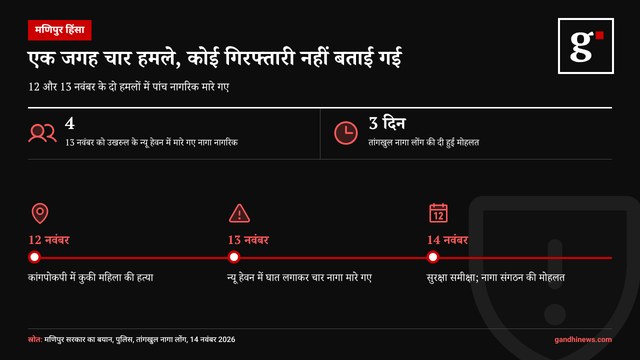 मणिपुर हिंसा
एक जगह चार हमले, कोई गिरफ्तारी नहीं बताई गई
g
12 और 13 नवंबर के दो हमलों में पांच नागरिक मारे गए
4
13 नवंबर को उखरुल के न्यू हेवन में मारे गए नागा नागरिक
3 दिन
तांगखुल नागा लोंग की दी हुई मोहलत
12
12 नवंबर
कांगपोकपी में कुकी महिला की हत्या
13 नवंबर
न्यू हेवन में घात लगाकर चार नागा मारे गए
14 नवंबर
सुरक्षा समीक्षा; नागा संगठन की मोहलत
स्रोत: मणिपुर सरकार का बयान, पुलिस, तांगखुल नागा लोंग, 14 नवंबर 2026
gandhinews.com